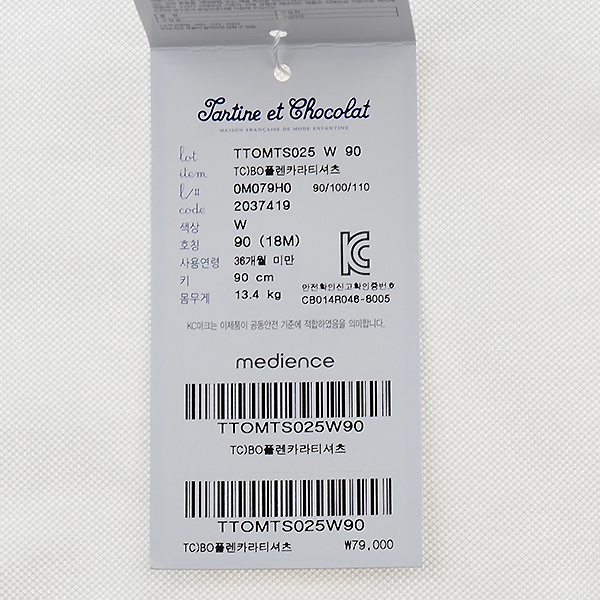 Tartine et Chocolat
MAISON FRANÇAISE DE MODE ENFANTINE
lot TTOMTS025 W 90
item TC)BO플렌카라티셔츠
l/# 0M079H0 90/100/110
code 2037419
색상 W
호칭 90 (18M)
사용연령 36개월 미만
키 90 cm
몸무게 13.4 kg
안전확인신고확인증번호
CB014R046-8005
KC마크는 이제품이 공통안전 기준에 적합하였음을 의미합니다.
medience
TTOMTS025W90
TC)BO플렌카라티셔츠
TTOMTS025W90
TC)BO플렌카라티셔츠 ₩79,000